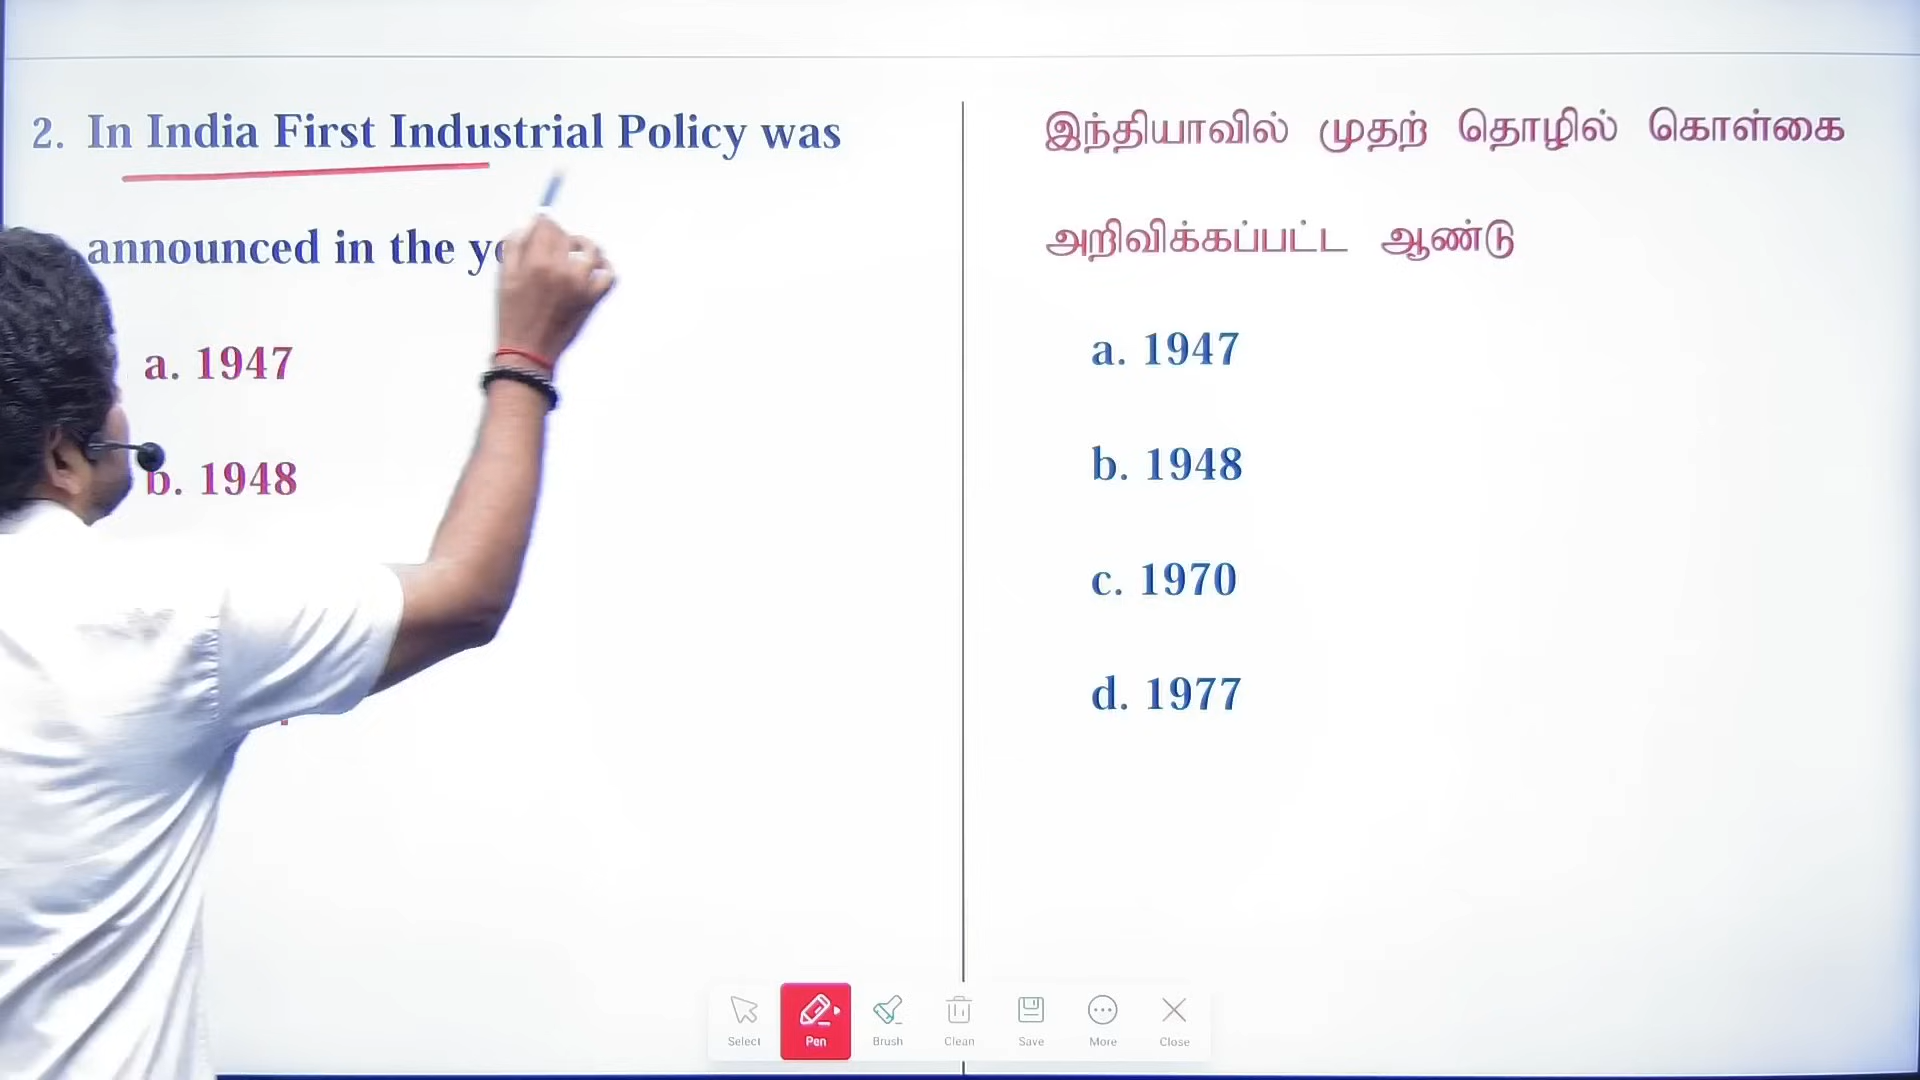 2. In India First Industrial Policy was
announced in the
a. 1947
b. 1948
இந்தியாவில் முதற் தொழில் கொள்கை
அறிவிக்கப்பட்ட ஆண்டு
a. 1947
b. 1948
c. 1970
d. 1977
Select Pen Brush Clean Save More Close